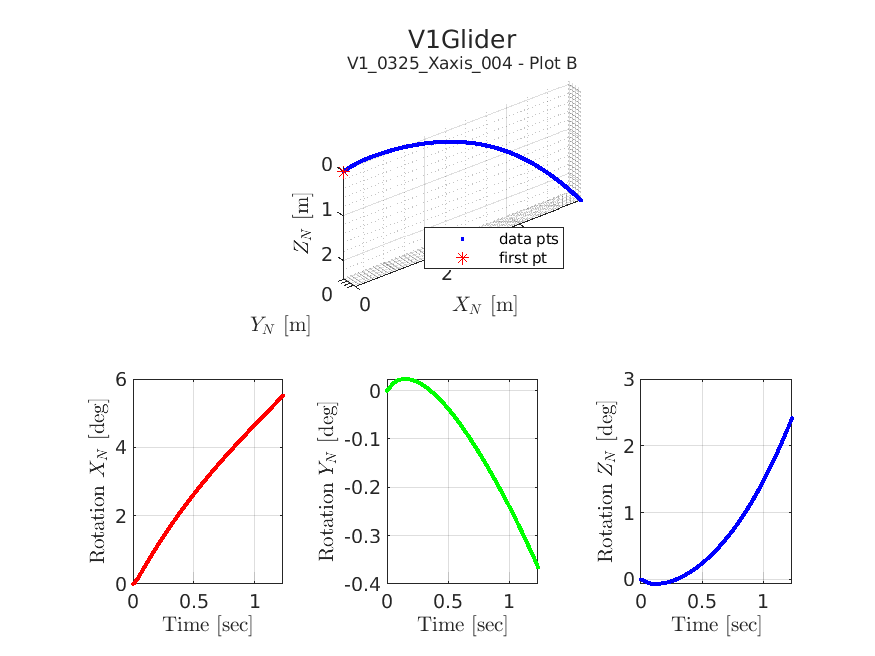 V1Glider
V1_0325_Xaxis_004 - Plot B
0
1
2
Z_N [m]
data pts
first pt
2
0
0
X_N [m]
Y_N [m]
6
4
2
0
Rotation X_N [deg]
0 0.5 1
Time [sec]
0
-0.1
-0.2
-0.3
-0.4
Rotation Y_N [deg]
0 0.5 1
Time [sec]
3
2
1
0
Rotation Z_N [deg]
0 0.5 1
Time [sec]